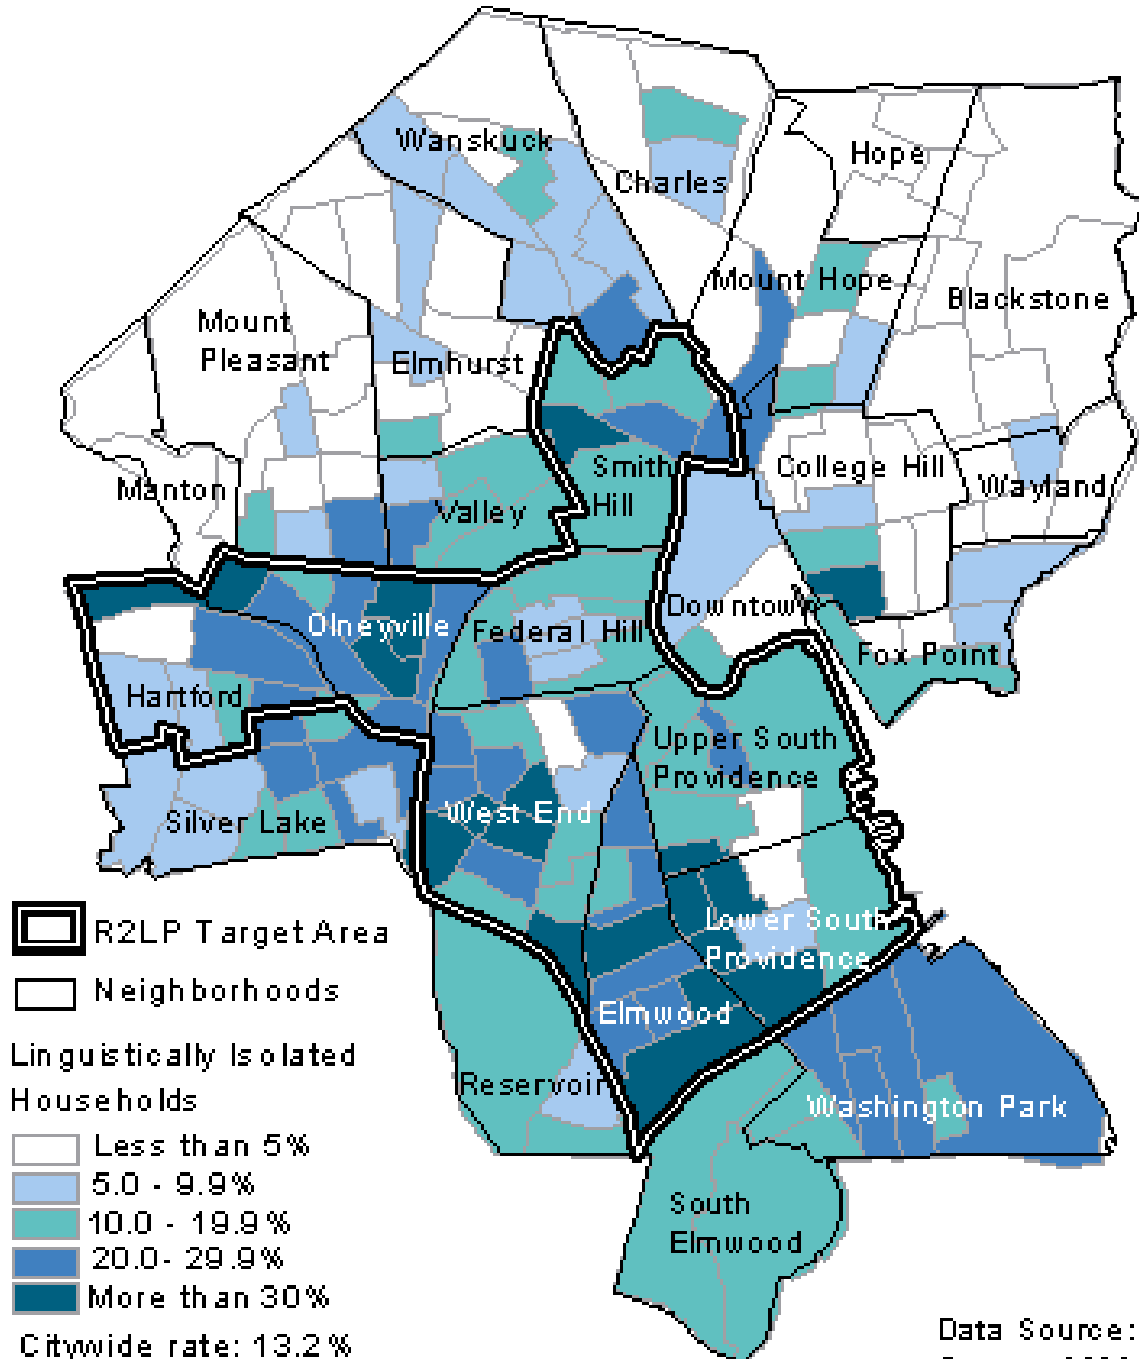 Wanskuck
Charles
Hope
Mount Hope
Blackstone
Mount
Pleasant
Elmhurst
Manton
Valley
Smith
Hill
College Hill
Wayland
Olneyville
Federal Hill
Downtown
Fox Point
Hartford
Upper South
Providence
West End
Silver Lake
Lower South
Providence
Elmwood
Reservoir
Washington Park
South
Elmwood
R2LP Target Area
Neighborhoods
Linguistically Isolated
Households
Less than 5%
5.0 - 9.9%
10.0 - 19.9%
20.0- 29.9%
More than 30%
Citywide rate: 13.2%
Data Source: